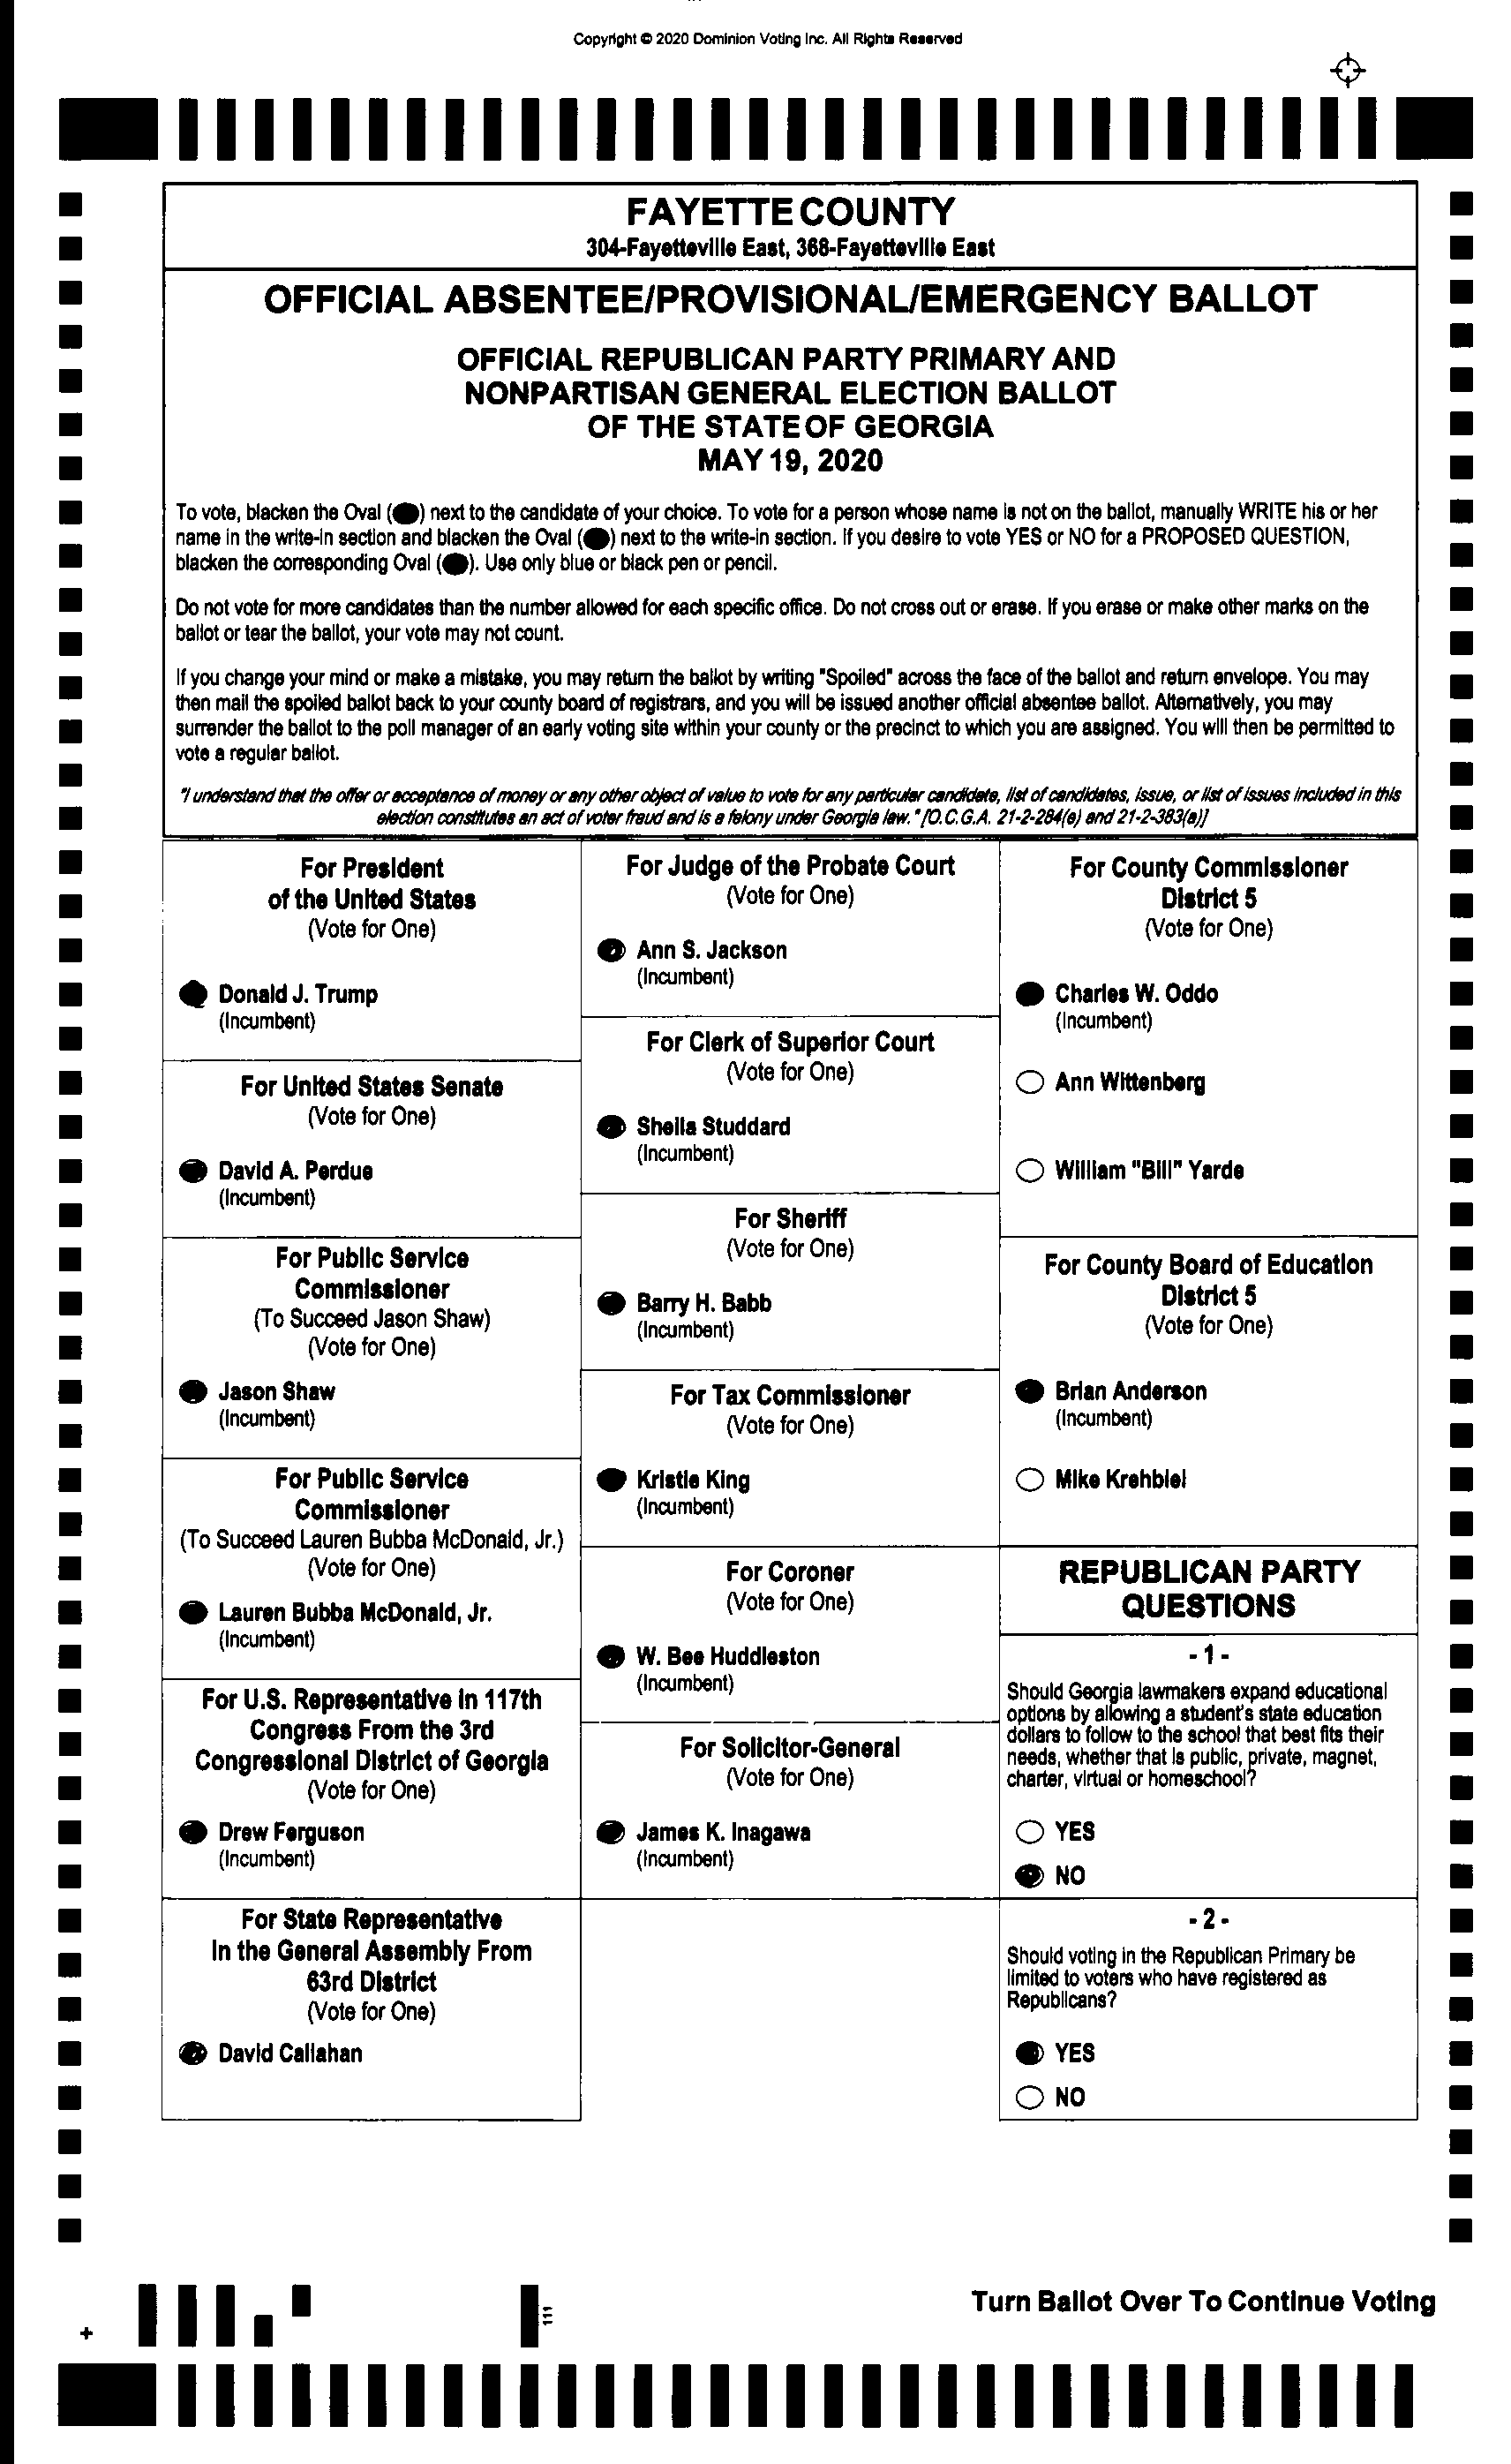 Copyright © 2020 Dominion Voting Inc. All Rights Reserved
FAYETTE COUNTY
304-Fayetteville East, 368-Fayetteville East
OFFICIAL ABSENTEE/PROVISIONAL/EMERGENCY BALLOT
OFFICIAL REPUBLICAN PARTY PRIMARY AND
NONPARTISAN GENERAL ELECTION BALLOT
OF THE STATE OF GEORGIA
MAY 19, 2020
To vote, blacken the Oval (●) next to the candidate of your choice. To vote for a person whose name is not on the ballot, manually WRITE his or her
name in the write-in section and blacken the Oval (●) next to the write-in section. If you desire to vote YES or NO for a PROPOSED QUESTION,
blacken the corresponding Oval (●). Use only blue or black pen or pencil.
Do not vote for more candidates than the number allowed for each specific office. Do not cross out or erase. If you erase or make other marks on the
ballot or tear the ballot, your vote may not count.
If you change your mind or make a mistake, you may return the ballot by writing "Spoiled" across the face of the ballot and return envelope. You may
then mail the spoiled ballot back to your county board of registrars, and you will be issued another official absentee ballot. Alternatively, you may
surrender the ballot to the poll manager of an early voting site within your county or the precinct to which you are assigned. You will then be permitted to
vote a regular ballot.
"I understand that the offer or acceptance of money or any other object of value to vote for any particular candidate, list of candidates, issue, or list of issues included in this
election constitutes an act of voter fraud and is a felony under Georgia law." [O.C.G.A. 21-2-284(e) and 21-2-383(a)]
For President
of the United States
(Vote for One)
Donald J. Trump
(Incumbent)
For United States Senate
(Vote for One)
David A. Perdue
(Incumbent)
For Public Service
Commissioner
(To Succeed Jason Shaw)
(Vote for One)
Jason Shaw
(Incumbent)
For Public Service
Commissioner
(To Succeed Lauren Bubba McDonald, Jr.)
(Vote for One)
Lauren Bubba McDonald, Jr.
(Incumbent)
For U.S. Representative in 117th
Congress From the 3rd
Congressional District of Georgia
(Vote for One)
Drew Ferguson
(Incumbent)
For State Representative
In the General Assembly From
63rd District
(Vote for One)
David Callahan
For Judge of the Probate Court
(Vote for One)
Ann S. Jackson
(Incumbent)
For Clerk of Superior Court
(Vote for One)
Sheila Studdard
(Incumbent)
For Sheriff
(Vote for One)
Barry H. Babb
(Incumbent)
For Tax Commissioner
(Vote for One)
Kristie King
(Incumbent)
For Coroner
(Vote for One)
W. Bee Huddleston
(Incumbent)
For Solicitor-General
(Vote for One)
James K. Inagawa
(Incumbent)
For County Commissioner
District 5
(Vote for One)
Charles W. Oddo
(Incumbent)
Ann Wittenberg
William "Bill" Yarde
For County Board of Education
District 5
(Vote for One)
Brian Anderson
(Incumbent)
Mike Krehbiel
REPUBLICAN PARTY
QUESTIONS
- 1 -
Should Georgia lawmakers expand educational
options by allowing a student's state education
dollars to follow to the school that best fits their
needs, whether that is public, private, magnet,
charter, virtual or homeschool?
YES
NO
- 2 -
Should voting in the Republican Primary be
limited to voters who have registered as
Republicans?
YES
NO
111
Turn Ballot Over To Continue Voting
+